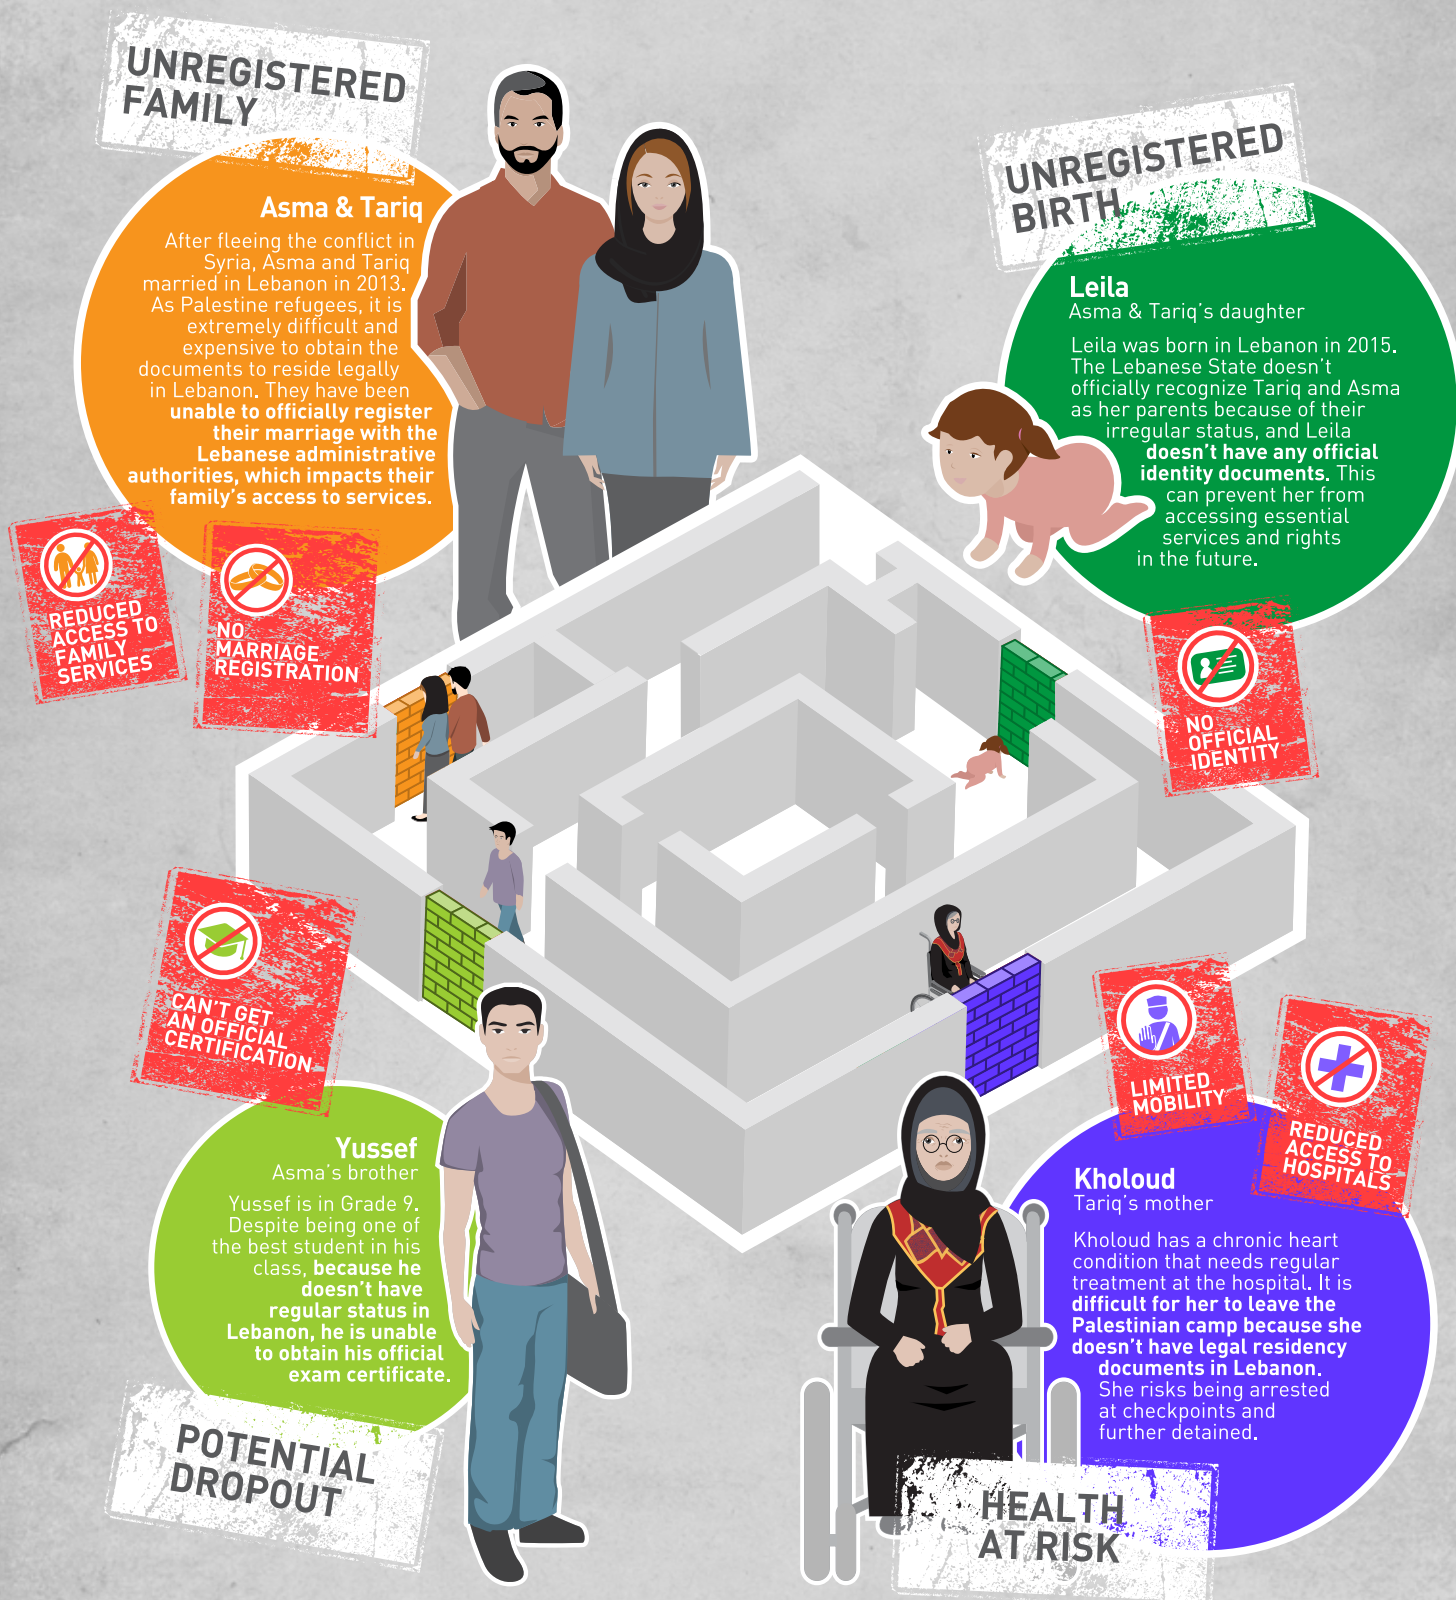 UNREGISTERED
FAMILY
Asma & Tariq
After fleeing the conflict in
Syria, Asma and Tariq
married in Lebanon in 2013.
As Palestine refugees, it is
extremely difficult and
expensive to obtain the
documents to reside legally
in Lebanon. They have been
unable to officially register
their marriage with the
Lebanese administrative
authorities, which impacts their
family's access to services.
REDUCED
ACCESS TO
FAMILY
SERVICES
NO
MARRIAGE
REGISTRATION
UNREGISTERED
BIRTH
Leila
Asma & Tariq's daughter
Leila was born in Lebanon in 2015.
The Lebanese State doesn't
officially recognize Tariq and Asma
as her parents because of their
irregular status, and Leila
doesn't have any official
identity documents. This
can prevent her from
accessing essential
services and rights
in the future.
NO
OFFICIAL
IDENTITY
CAN'T GET
AN OFFICIAL
CERTIFICATION
Yussef
Asma's brother
Yussef is in Grade 9.
Despite being one of
the best student in his
class, because he
doesn't have
regular status in
Lebanon, he is unable
to obtain his official
exam certificate.
POTENTIAL
DROPOUT
LIMITED
MOBILITY
REDUCED
ACCESS TO
HOSPITALS
Kholoud
Tariq's mother
Kholoud has a chronic heart
condition that needs regular
treatment at the hospital. It is
difficult for her to leave the
Palestinian camp because she
doesn't have legal residency
documents in Lebanon.
She risks being arrested
at checkpoints and
further detained.
HEALTH
AT RISK